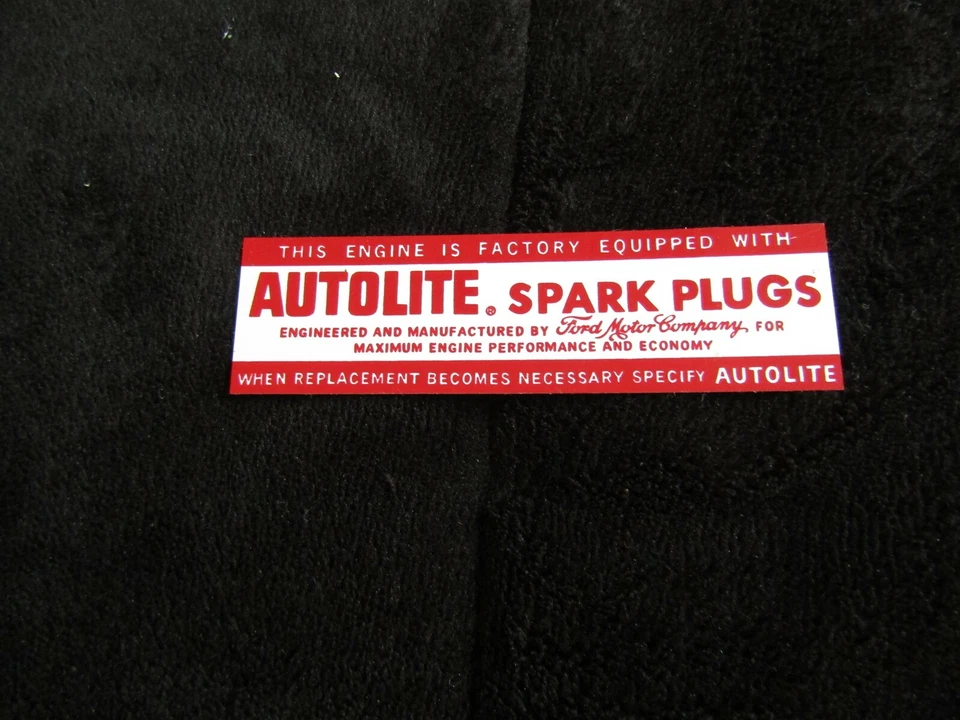 THIS ENGINE IS FACTORY EQUIPPED WITH
AUTOLITE® SPARK PLUGS
ENGINEERED AND MANUFACTURED BY Ford Motor Company FOR
MAXIMUM ENGINE PERFORMANCE AND ECONOMY
WHEN REPLACEMENT BECOMES NECESSARY SPECIFY AUTOLITE